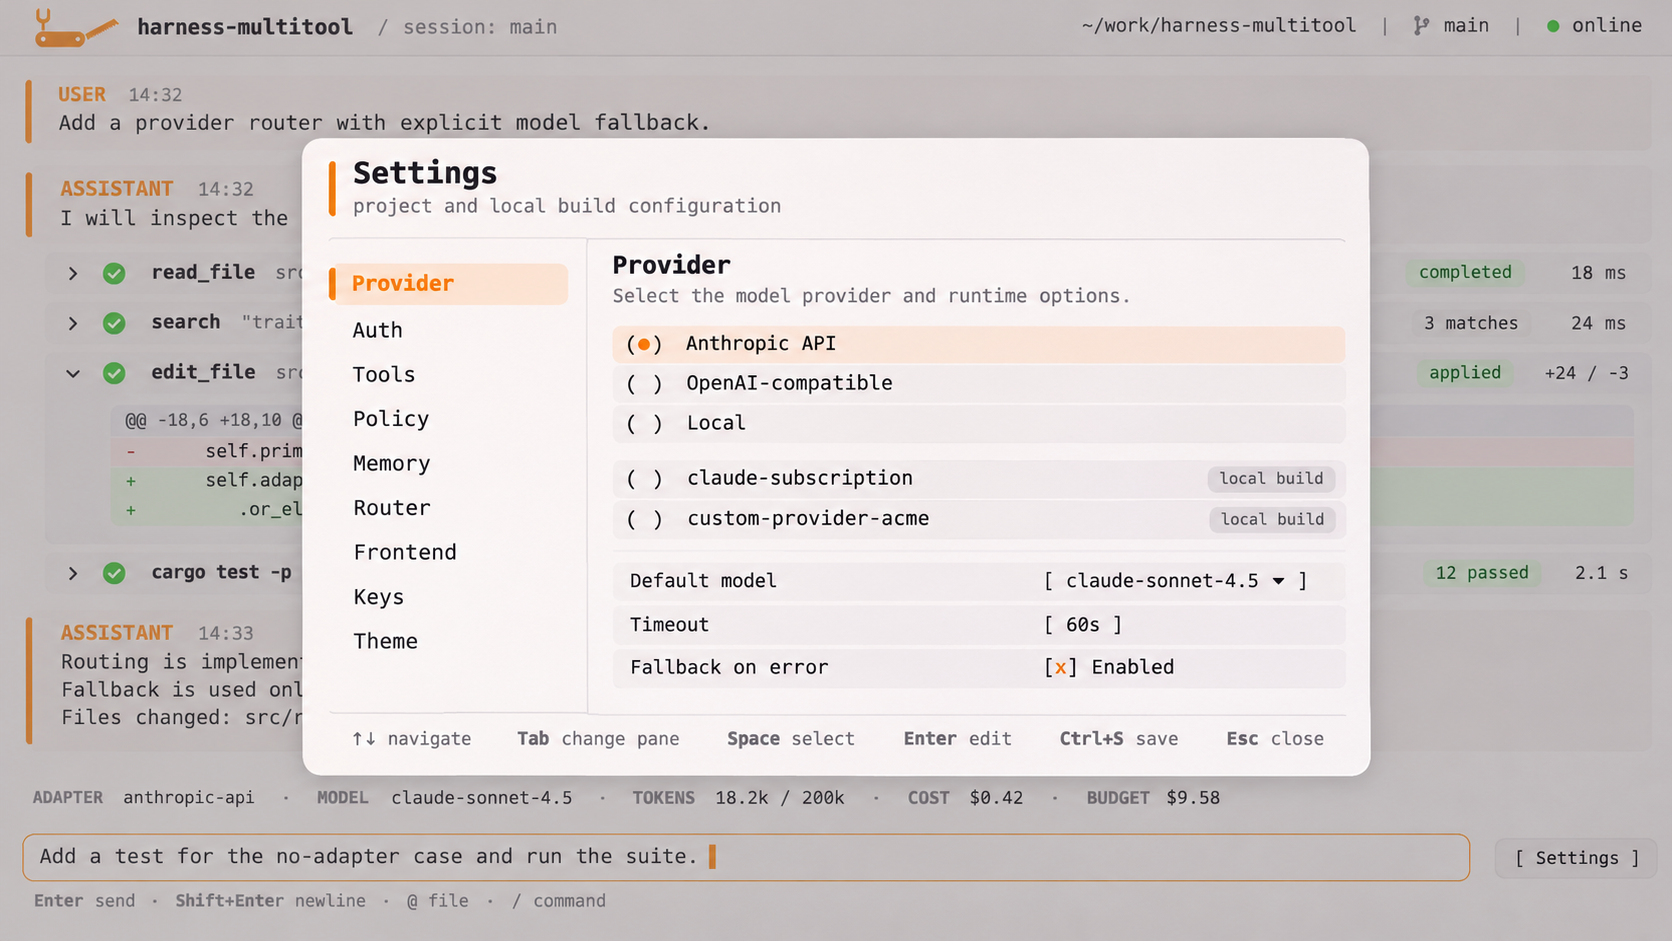 harness-multitool / session: main ~/work/harness-multitool | main | online
USER 14:32
Add a provider router with explicit model fallback.
ASSISTANT 14:32
I will inspect the
read_file completed 18 ms
search "trait 3 matches 24 ms
edit_file applied +24 / -3
@@ -18,6 +18,10
- self.prim
+ self.adap
+ .or_el
cargo test -p 12 passed 2.1 s
ASSISTANT 14:33
Routing is
Fallback is used
Files changed:
Settings
project and local build configuration
Provider
Auth
Tools
Policy
Memory
Router
Frontend
Keys
Theme
Provider
Select the model provider and runtime options.
(●) Anthropic API
( ) OpenAI-compatible
( ) Local
( ) claude-subscription local build
( ) custom-provider-acme local build
Default model [ claude-sonnet-4.5 ▾ ]
Timeout [ 60s ]
Fallback on error [x] Enabled
↑↓ navigate Tab change pane Space select Enter edit Ctrl+S save Esc close
ADAPTER anthropic-api · MODEL claude-sonnet-4.5 · TOKENS 18.2k / 200k · COST $0.42 · BUDGET $9.58
Add a test for the no-adapter case and run the suite.
[ Settings ]
Enter send · Shift+Enter newline · @ file · / command